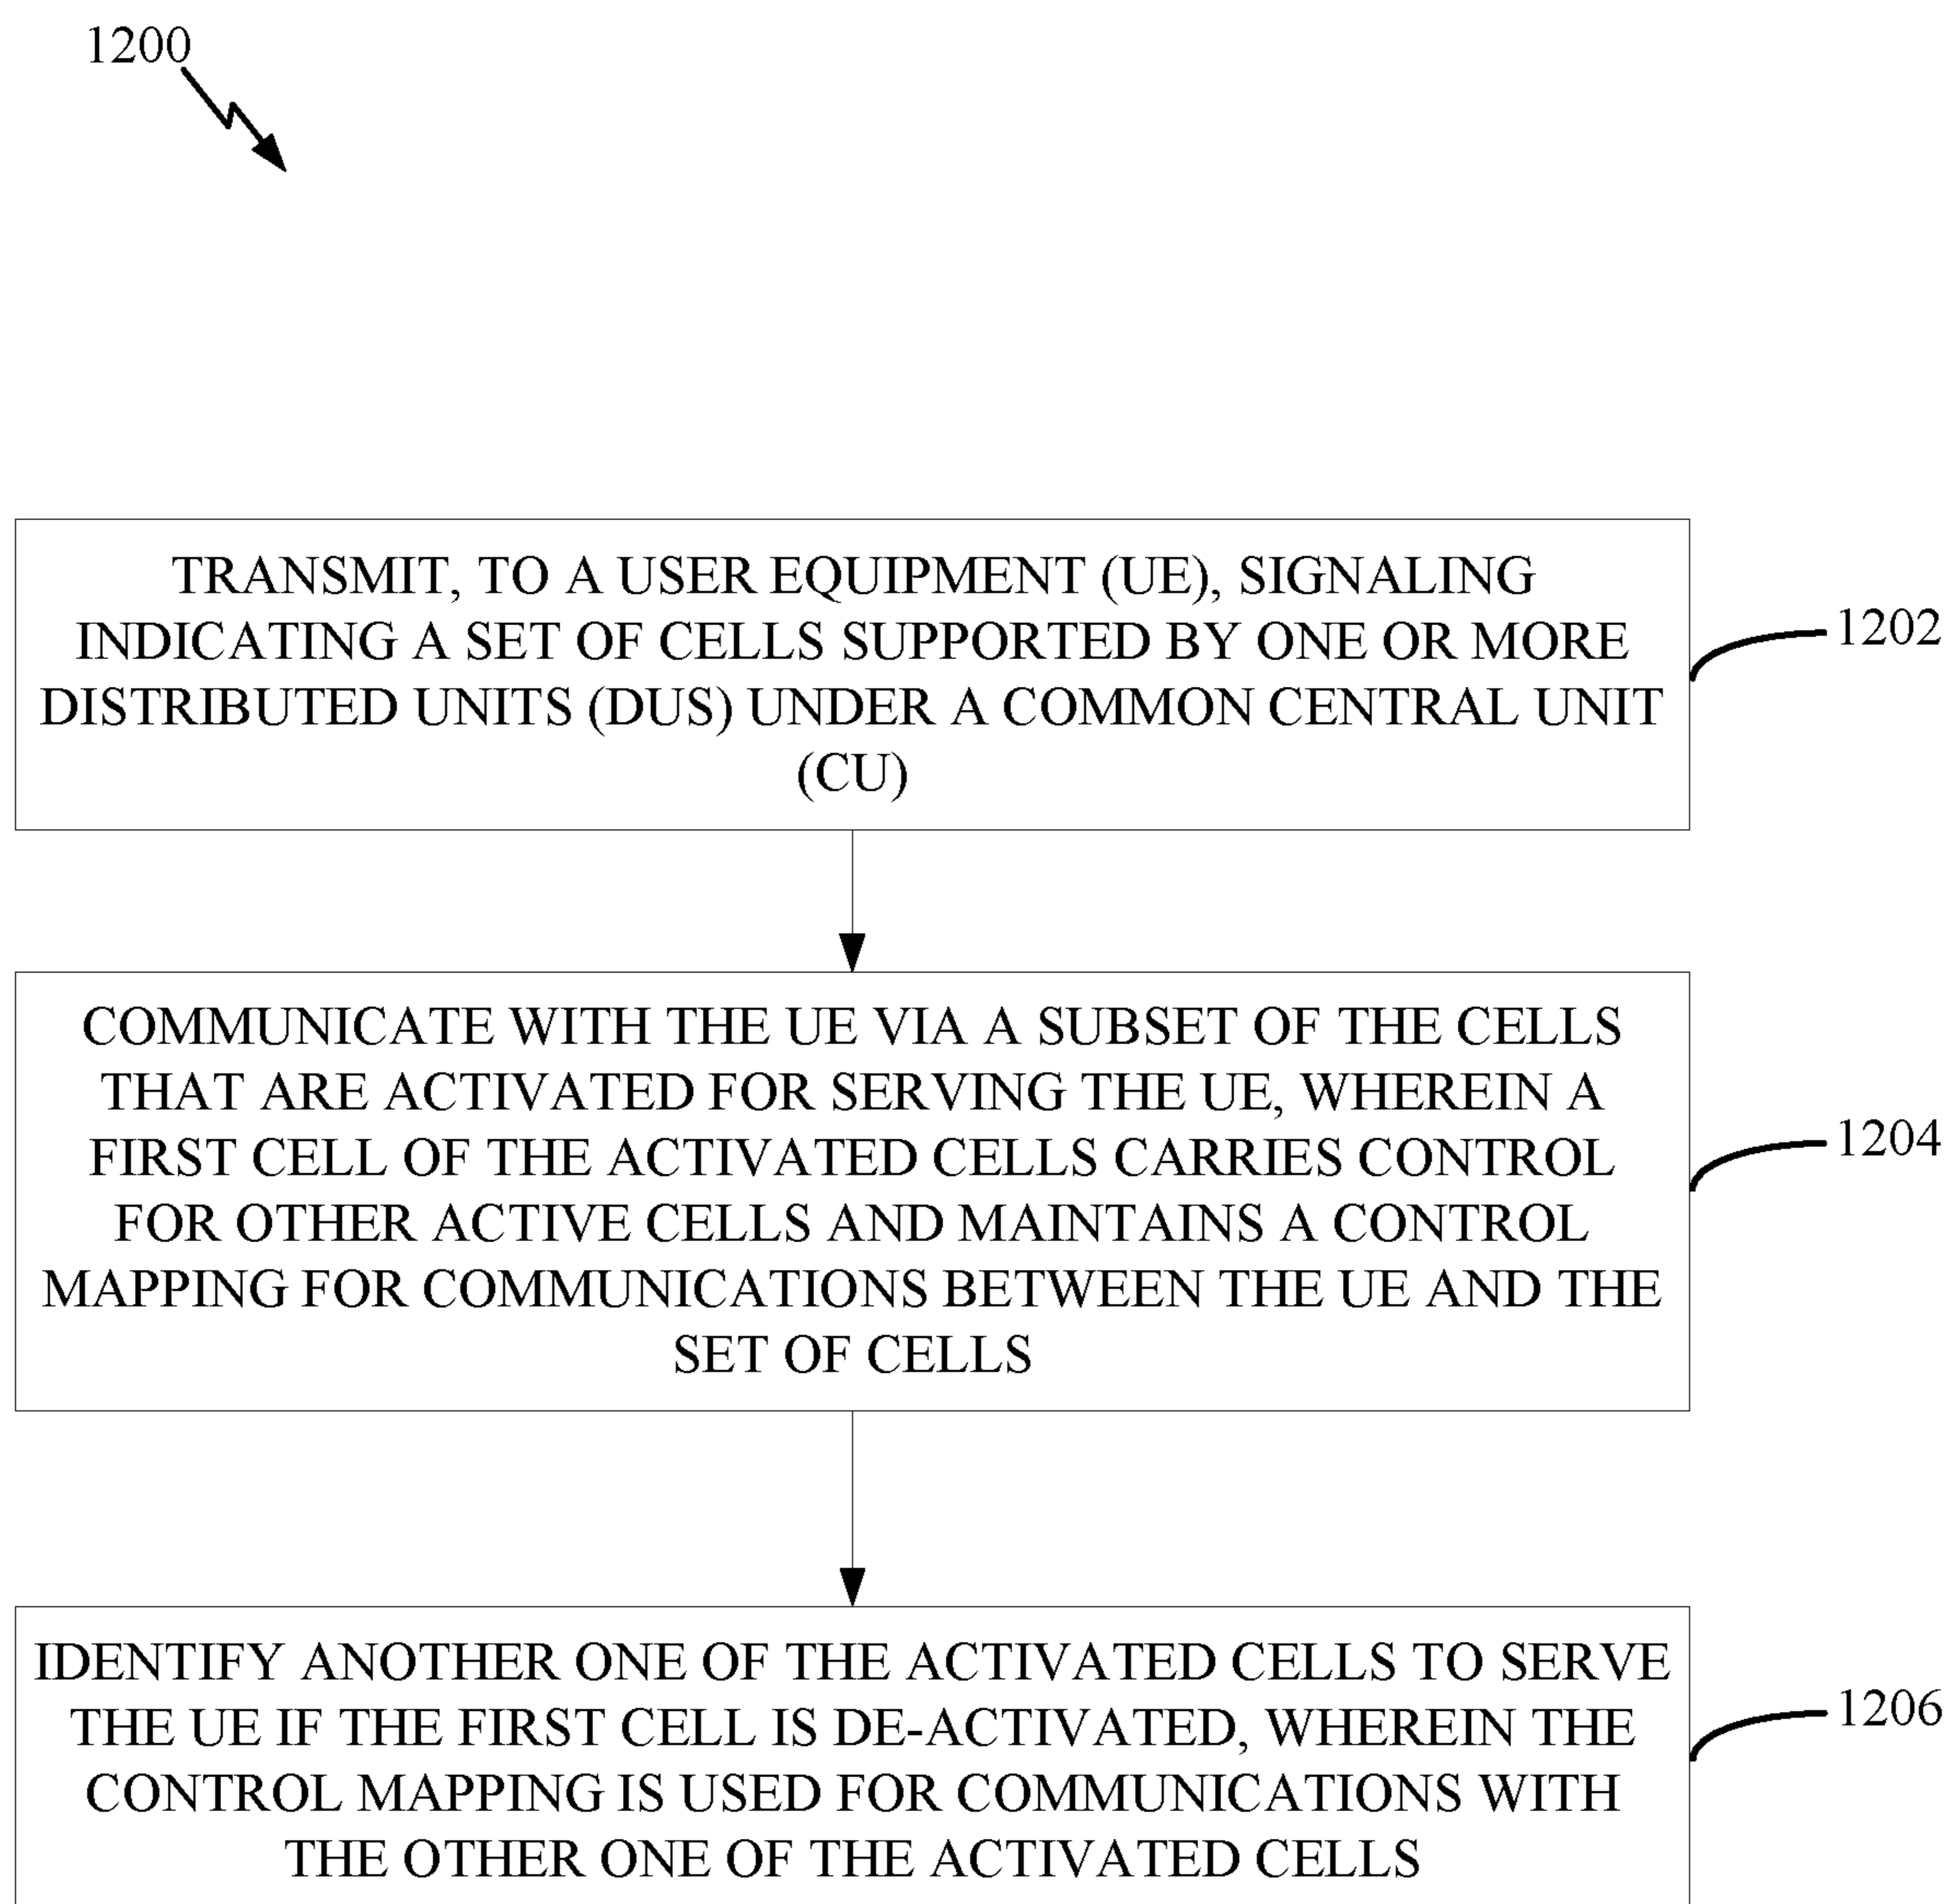 1200
TRANSMIT, TO A USER EQUIPMENT (UE), SIGNALING
INDICATING A SET OF CELLS SUPPORTED BY ONE OR MORE
DISTRIBUTED UNITS (DUS) UNDER A COMMON CENTRAL UNIT
(CU)
1202
COMMUNICATE WITH THE UE VIA A SUBSET OF THE CELLS
THAT ARE ACTIVATED FOR SERVING THE UE, WHEREIN A
FIRST CELL OF THE ACTIVATED CELLS CARRIES CONTROL
FOR OTHER ACTIVE CELLS AND MAINTAINS A CONTROL
MAPPING FOR COMMUNICATIONS BETWEEN THE UE AND THE
SET OF CELLS
1204
IDENTIFY ANOTHER ONE OF THE ACTIVATED CELLS TO SERVE
THE UE IF THE FIRST CELL IS DE-ACTIVATED, WHEREIN THE
CONTROL MAPPING IS USED FOR COMMUNICATIONS WITH
THE OTHER ONE OF THE ACTIVATED CELLS
1206